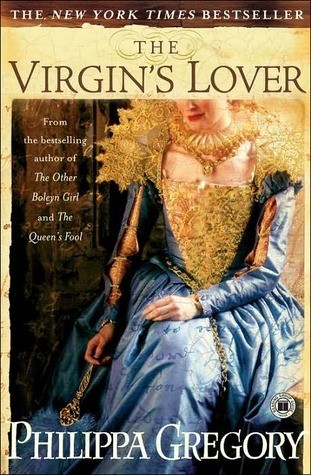 THE NEW YORK TIMES BESTSELLER
THE
VIRGIN'S LOVER
From
the bestselling
author of
The Other
Boleyn Girl
and The
Queen's Fool
PHILIPPA GREGORY